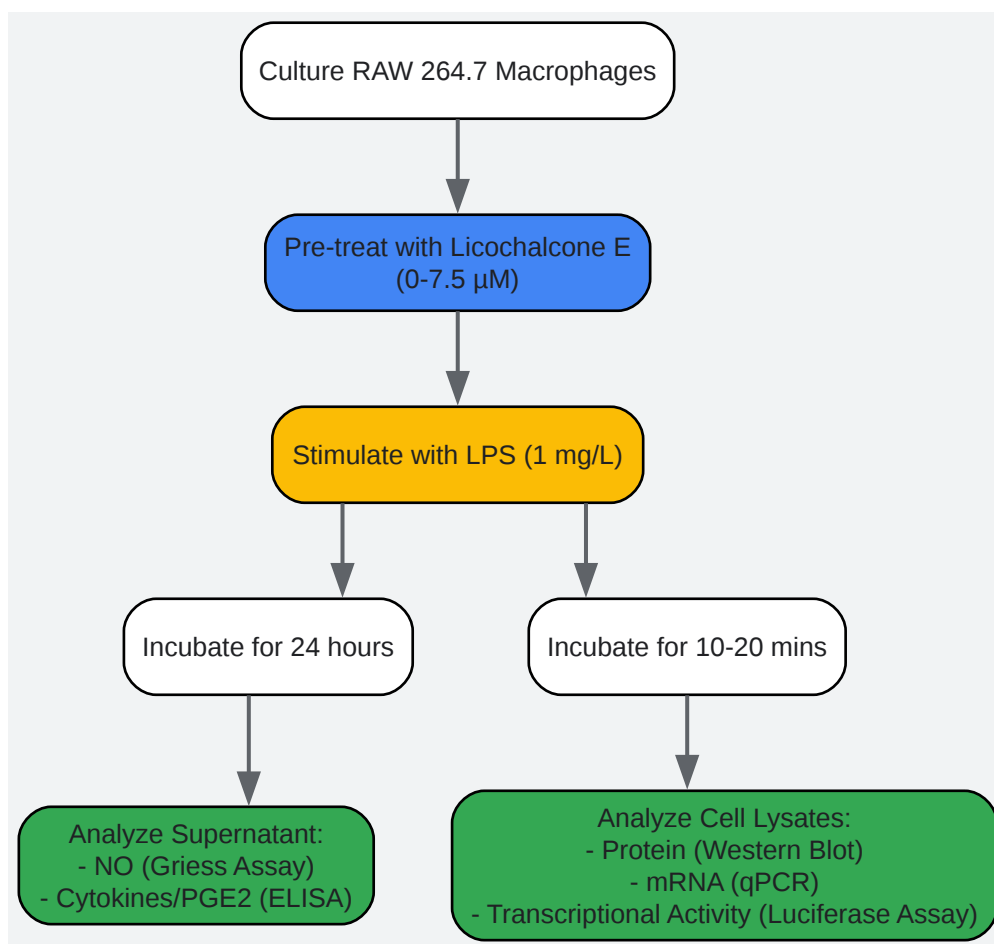 Culture RAW 264.7 Macrophages
Pre-treat with Licochalcone E
(0-7.5 µM)
Stimulate with LPS (1 mg/L)
Incubate for 24 hours
Incubate for 10-20 mins
Analyze Supernatant:
- NO (Griess Assay)
- Cytokines/PGE2 (ELISA)
Analyze Cell Lysates:
- Protein (Western Blot)
- mRNA (qPCR)
- Transcriptional Activity (Luciferase Assay)